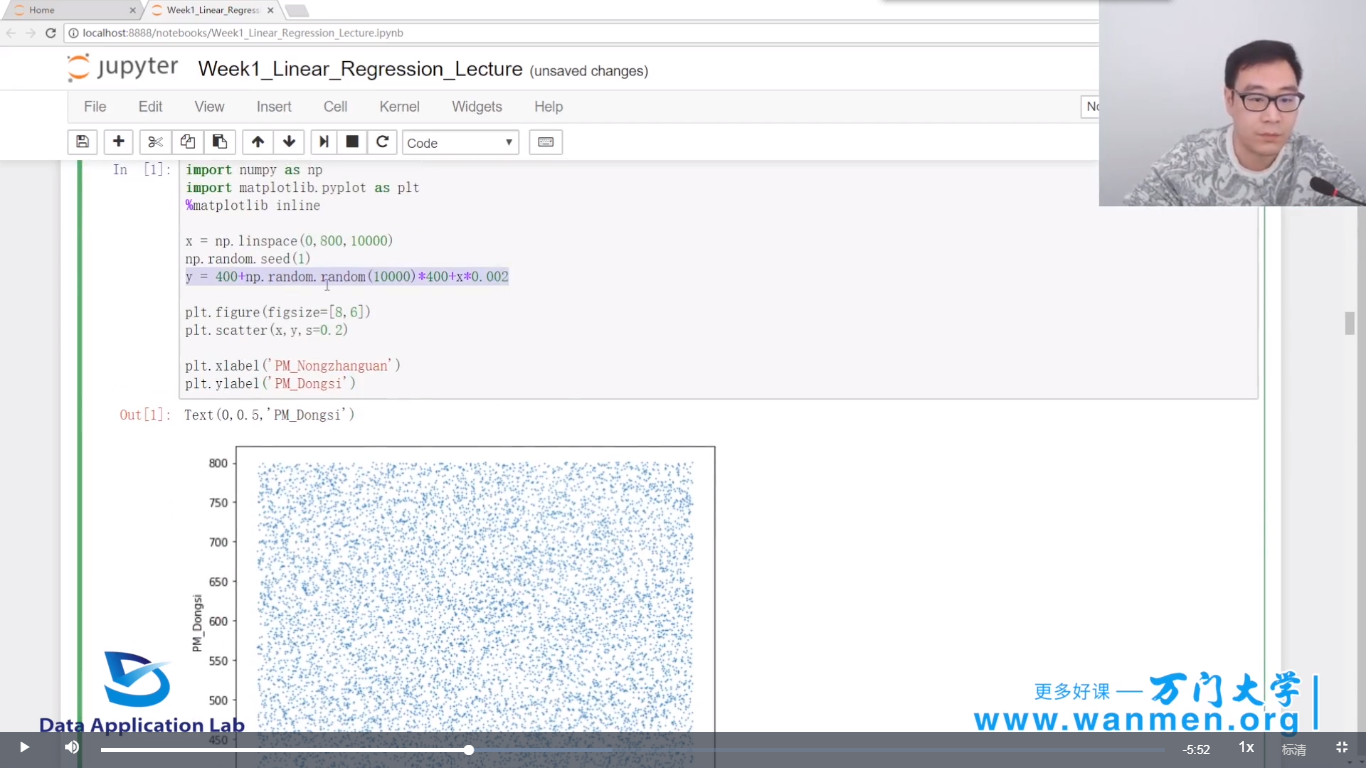 Home
Week1_Linear_Regress
localhost:8888/notebooks/Week1_Linear_Regression_Lecture.ipynb
jupyter Week1_Linear_Regression_Lecture (unsaved changes)
File Edit View Insert Cell Kernel Widgets Help
Code
In [1]:
import numpy as np
import matplotlib.pyplot as plt
%matplotlib inline
x = np.linspace(0,800,10000)
np.random.seed(1)
y = 400+np.random.random(10000)*400+x*0.002
plt.figure(figsize=[8,6])
plt.scatter(x,y,s=0.2)
plt.xlabel('PM_Nongzhanguan')
plt.ylabel('PM_Dongsi')
Out[1]: Text(0,0.5,'PM_Dongsi')
800
750
700
650
600
550
500
450
PM_Dongsi
Data Application Lab
更多好课 — 万门大学
www.wanmen.org
-5:52 1x 标清